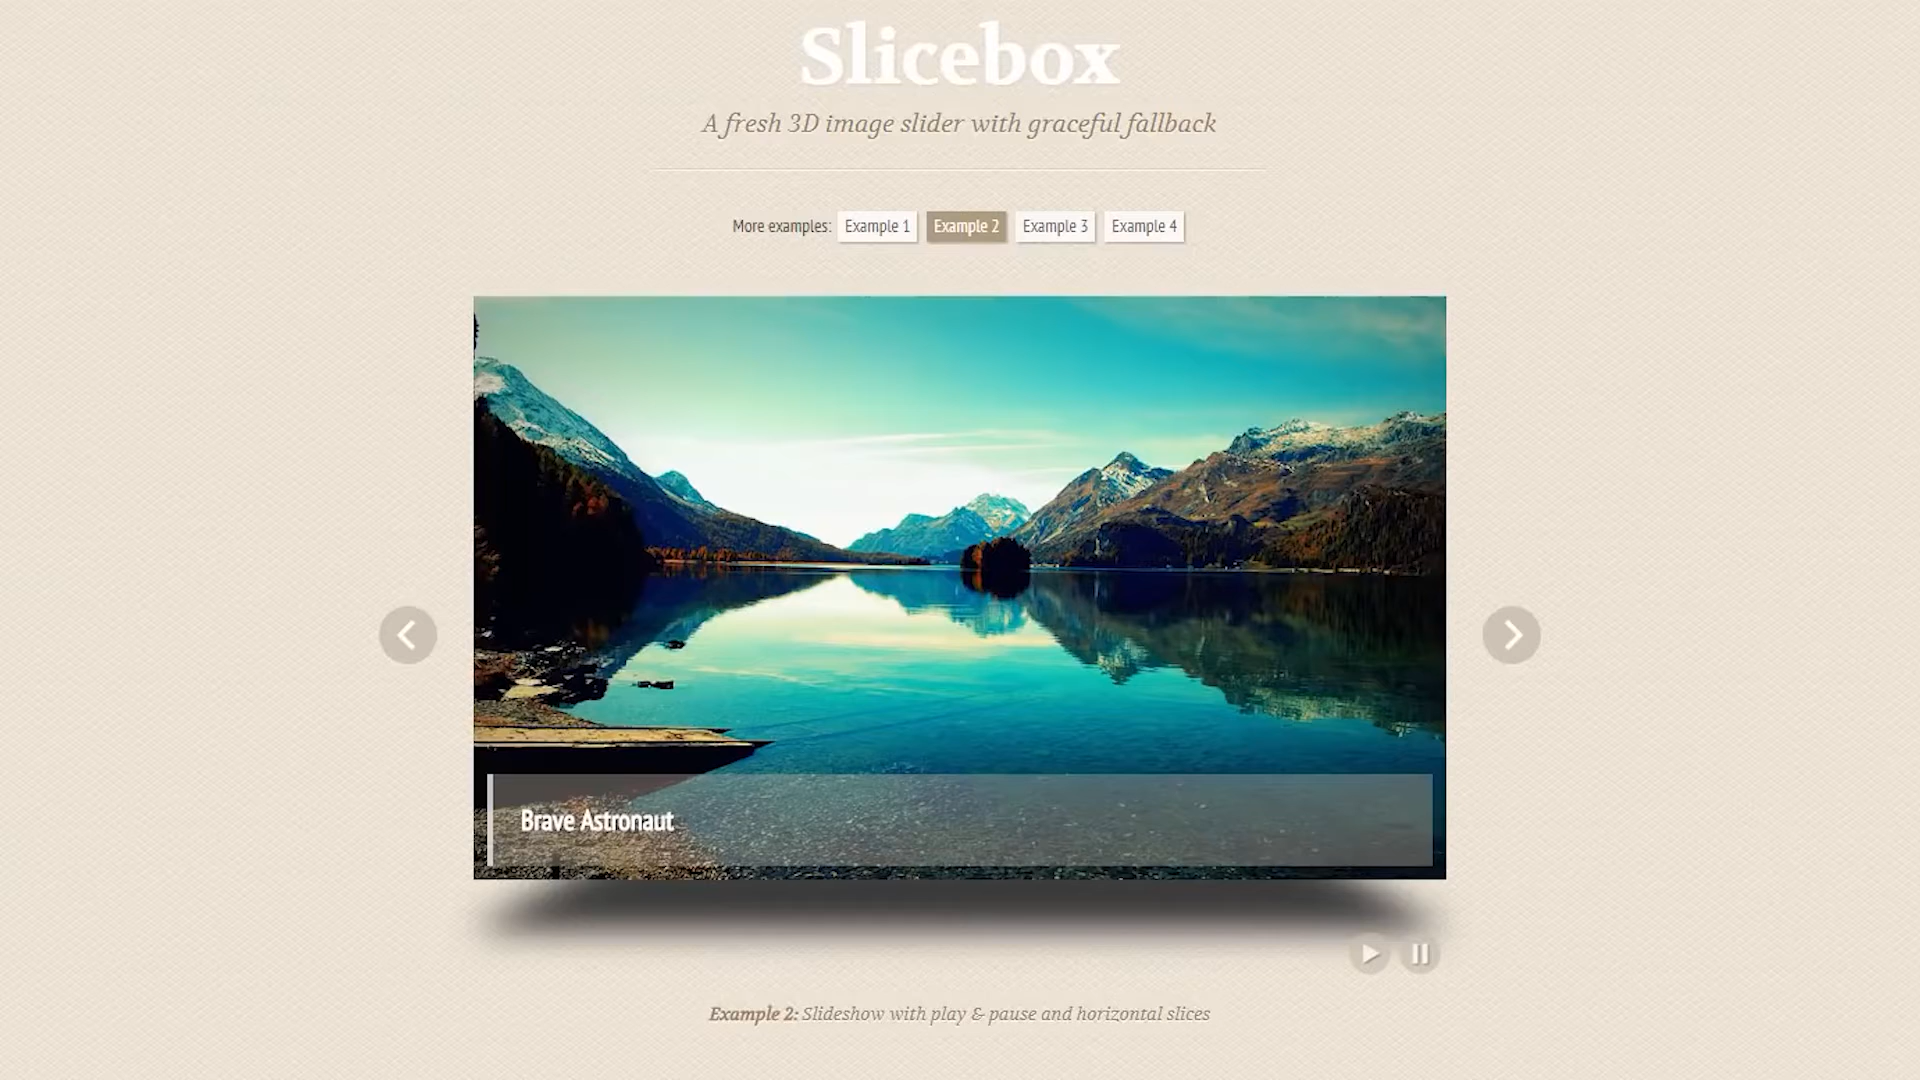 Slicebox
A fresh 3D image slider with graceful fallback
More examples: Example 1 Example 2 Example 3 Example 4
Brave Astronaut
Example 2: Slideshow with play & pause and horizontal slices